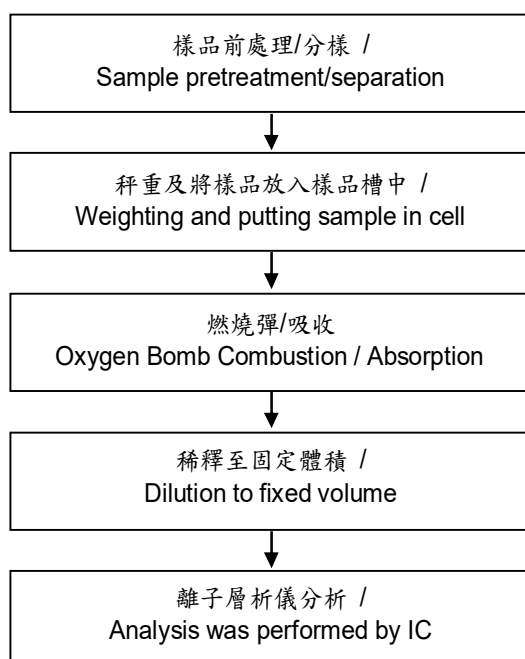 樣品前處理/分樣 /
Sample pretreatment/separation
秤重及將樣品放入樣品槽中 /
Weighting and putting sample in cell
燃燒彈/吸收
Oxygen Bomb Combustion / Absorption
稀釋至固定體積 /
Dilution to fixed volume
離子層析儀分析 /
Analysis was performed by IC